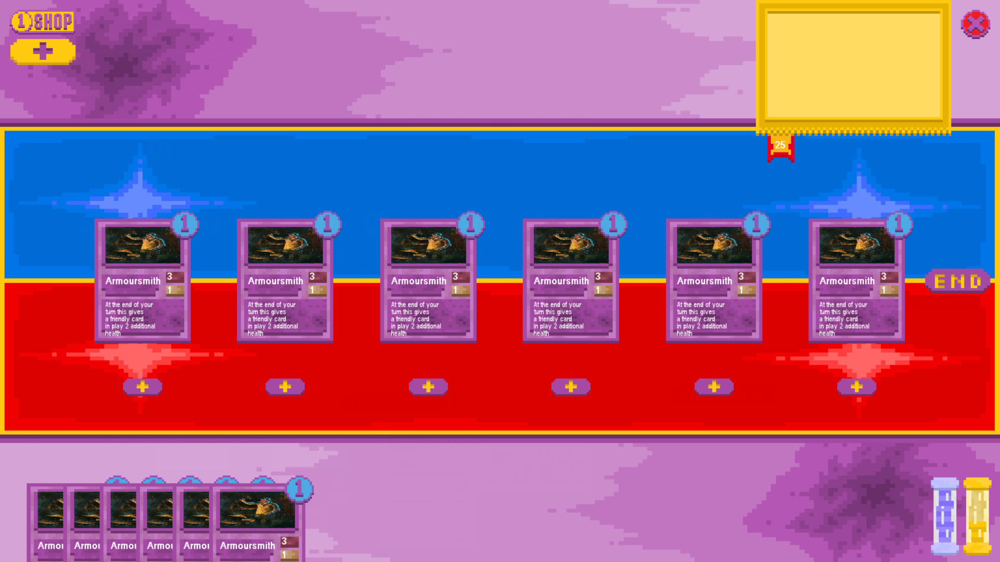 1 SHOP
25
1 1 1 1 1 1
Armoursmith 3 1
At the end of your
turn this gives
a friendly card
in play 2 additional
health
Armoursmith 3 1
At the end of your
turn this gives
a friendly card
in play 2 additional
health
Armoursmith 3 1
At the end of your
turn this gives
a friendly card
in play 2 additional
health
Armoursmith 3 1
At the end of your
turn this gives
a friendly card
in play 2 additional
health
Armoursmith 3 1
At the end of your
turn this gives
a friendly card
in play 2 additional
health
Armoursmith 3 1
At the end of your
turn this gives
a friendly card
in play 2 additional
health
END
1
Armou Armou Armou Armou Armou Armoursmith 3
1